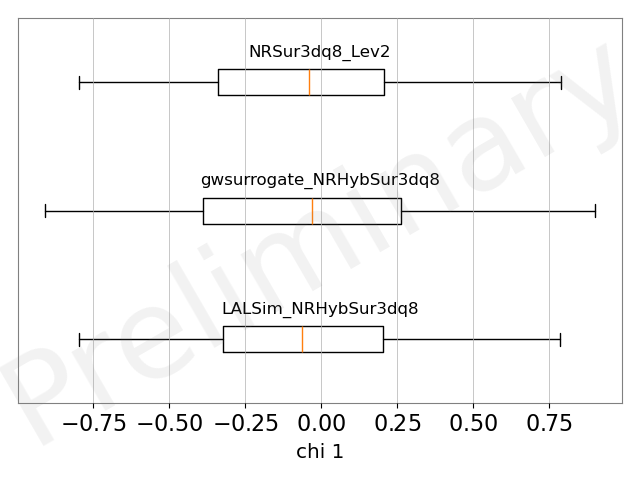 NRSur3dq8_Lev2
gwsurrogate_NRHybSur3dq8
LALSim_NRHybSur3dq8
Preliminary
−0.75 −0.50 −0.25 0.00 0.25 0.50 0.75
chi 1